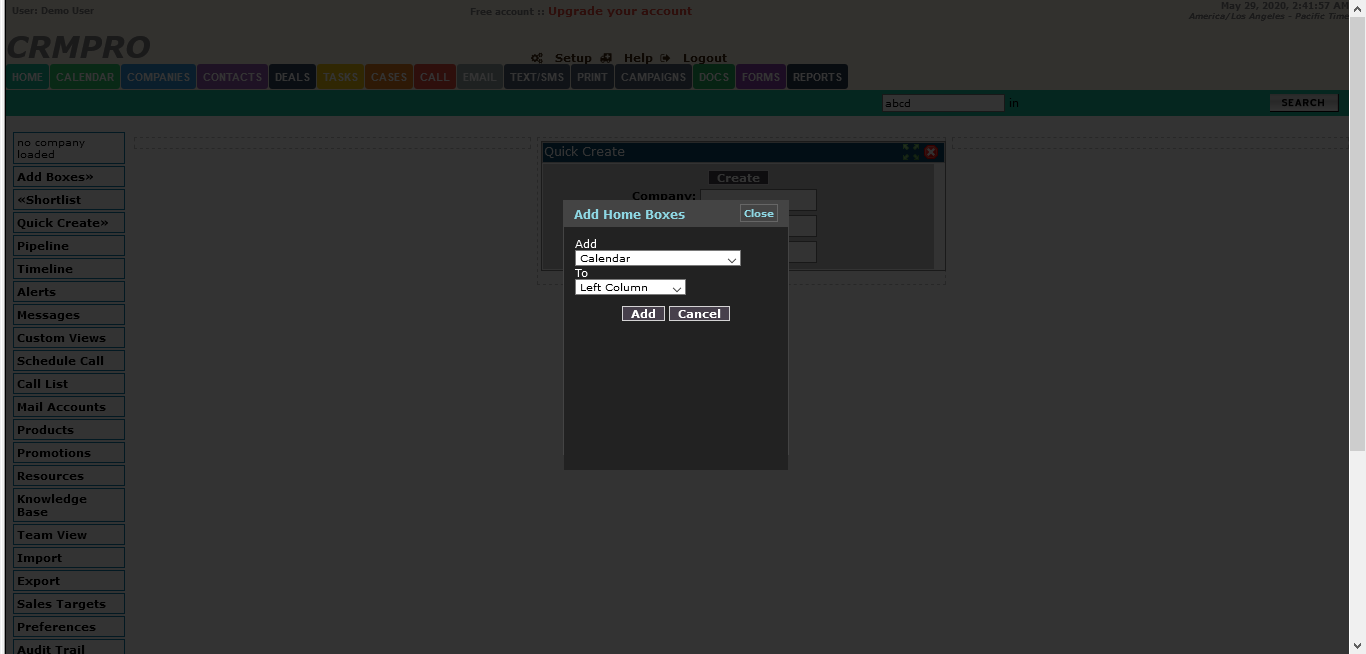 User: Demo User
Free account :: Upgrade your account
May 29, 2020, 2:41:57 AM
America/Los Angeles - Pacific Time
CRMPRO
Setup Help Logout
HOME CALENDAR COMPANIES CONTACTS DEALS TASKS CASES CALL EMAIL TEXT/SMS PRINT CAMPAIGNS DOCS FORMS REPORTS
abcd in SEARCH
no company
loaded
Add Boxes»
«Shortlist
Quick Create»
Pipeline
Timeline
Alerts
Messages
Custom Views
Schedule Call
Call List
Mail Accounts
Products
Promotions
Resources
Knowledge
Base
Team View
Import
Export
Sales Targets
Preferences
Audit Trail
Quick Create
Create
Company:
Add Home Boxes Close
Add
Calendar
To
Left Column
Add Cancel